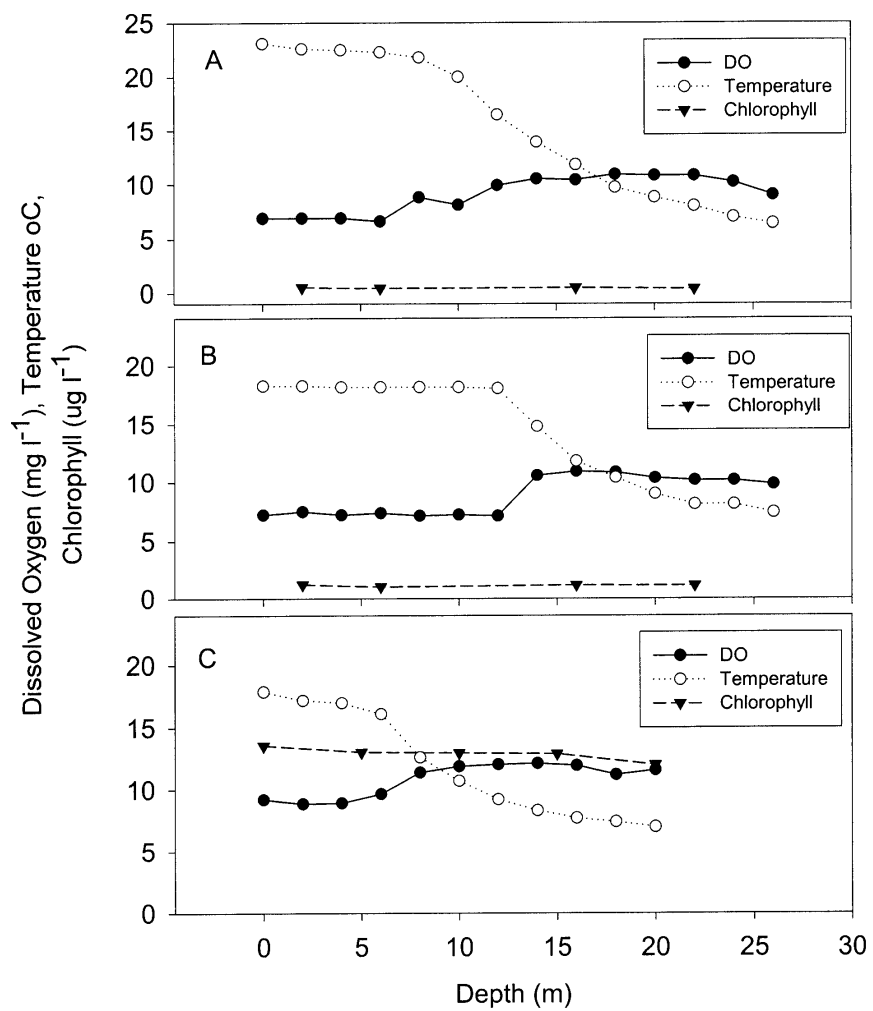 Dissolved Oxygen (mg l-1), Temperature oC,
Chlorophyll (ug l-1)
25
20
15
10
5
0
A
DO
Temperature
Chlorophyll
20
15
10
5
0
B
DO
Temperature
Chlorophyll
20
15
10
5
0
C
DO
Temperature
Chlorophyll
0 5 10 15 20 25 30
Depth (m)